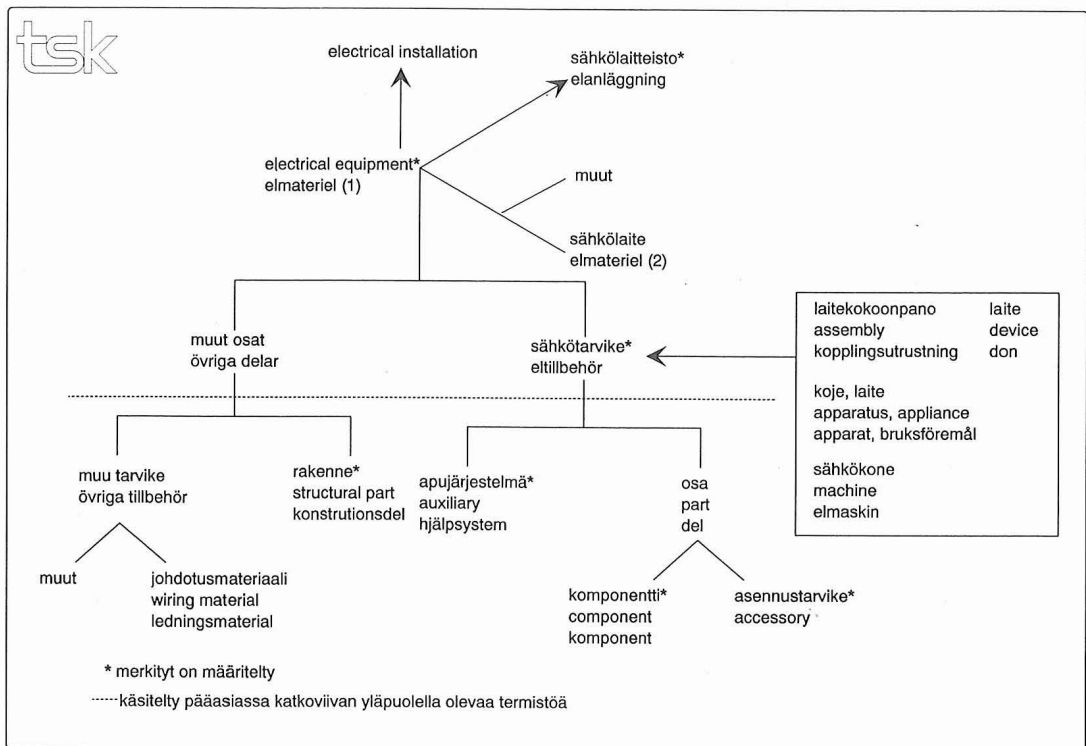 tsk
electrical installation
sähkölaitteisto*
elanläggning
electrical equipment*
elmateriel (1)
muut
sähkölaite
elmateriel (2)
muut osat
övriga delar
sähkötarvike*
eltillbehör
laitekokoonpano laite
assembly device
kopplingsutrustning don
koje, laite
apparatus, appliance
apparat, bruksföremål
sähkökone
machine
elmaskin
muu tarvike
övriga tillbehör
rakenne*
structural part
konstrutionsdel
apujärjestelmä*
auxiliary
hjälpsystem
osa
part
del
muut
johdotusmateriaali
wiring material
ledningsmaterial
komponentti*
component
komponent
asennustarvike*
accessory
* merkityt on määritelty
------käsitelty pääasiassa katkoviivan yläpuolella olevaa termistöä